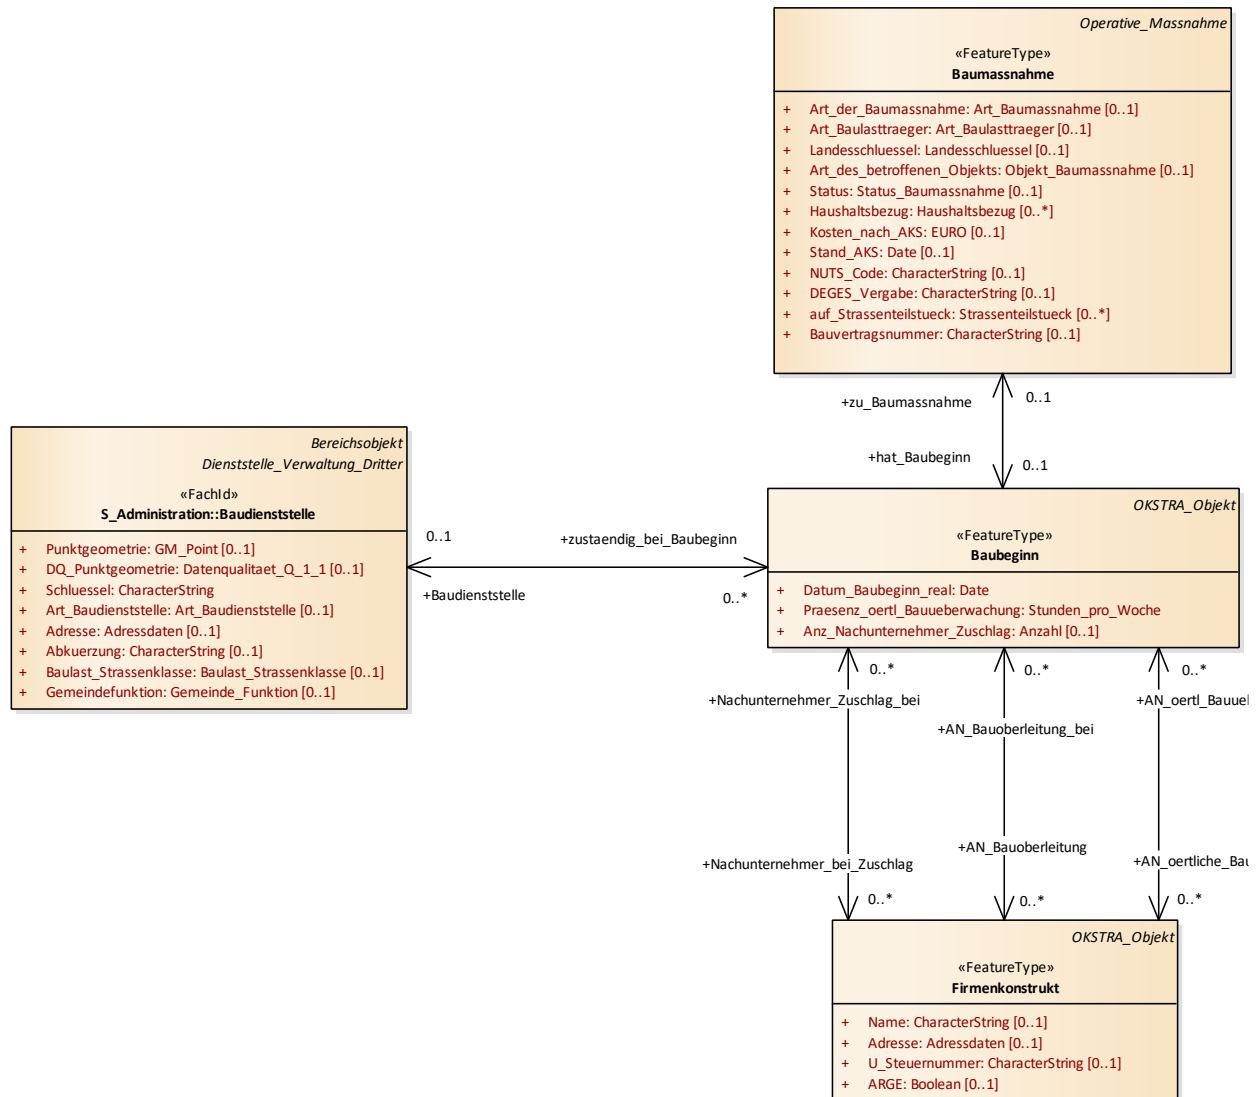 Operative_Massnahme
«FeatureType»
Baumassnahme
+ Art_der_Baumassnahme: Art_Baumassnahme [0..1]
+ Art_Baulasttraeger: Art_Baulasttraeger [0..1]
+ Landesschluessel: Landesschluessel [0..1]
+ Art_des_betroffenen_Objekts: Objekt_Baumassnahme [0..1]
+ Status: Status_Baumassnahme [0..1]
+ Haushaltsbezug: Haushaltsbezug [0..*]
+ Kosten_nach_AKS: EURO [0..1]
+ Stand_AKS: Date [0..1]
+ NUTS_Code: CharacterString [0..1]
+ DEGES_Vergabe: CharacterString [0..1]
+ auf_Strassenteilstueck: Strassenteilstueck [0..*]
+ Bauvertragsnummer: CharacterString [0..1]
+zu_Baumassnahme 0..1
+hat_Baubeginn 0..1
Bereichsobjekt
Dienststelle_Verwaltung_Dritter
«FachId»
S_Administration::Baudienststelle
+ Punktgeometrie: GM_Point [0..1]
+ DQ_Punktgeometrie: Datenqualitaet_Q_1_1 [0..1]
+ Schluessel: CharacterString
+ Art_Baudienststelle: Art_Baudienststelle [0..1]
+ Adresse: Adressdaten [0..1]
+ Abkuerzung: CharacterString [0..1]
+ Baulast_Strassenklasse: Baulast_Strassenklasse [0..1]
+ Gemeindefunktion: Gemeinde_Funktion [0..1]
0..1 +zustaendig_bei_Baubeginn
+Baudienststelle 0..*
OKSTRA_Objekt
«FeatureType»
Baubeginn
+ Datum_Baubeginn_real: Date
+ Praesenz_oertl_Bauueberwachung: Stunden_pro_Woche
+ Anz_Nachunternehmer_Zuschlag: Anzahl [0..1]
0..* 0..* 0..*
+Nachunternehmer_Zuschlag_bei +AN_oertl_Bauuel
+AN_Bauoberleitung_bei
+AN_Bauoberleitung
+Nachunternehmer_bei_Zuschlag +AN_oertliche_Bau
0..* 0..* 0..*
OKSTRA_Objekt
«FeatureType»
Firmenkonstrukt
+ Name: CharacterString [0..1]
+ Adresse: Adressdaten [0..1]
+ U_Steuernummer: CharacterString [0..1]
+ ARGE: Boolean [0..1]